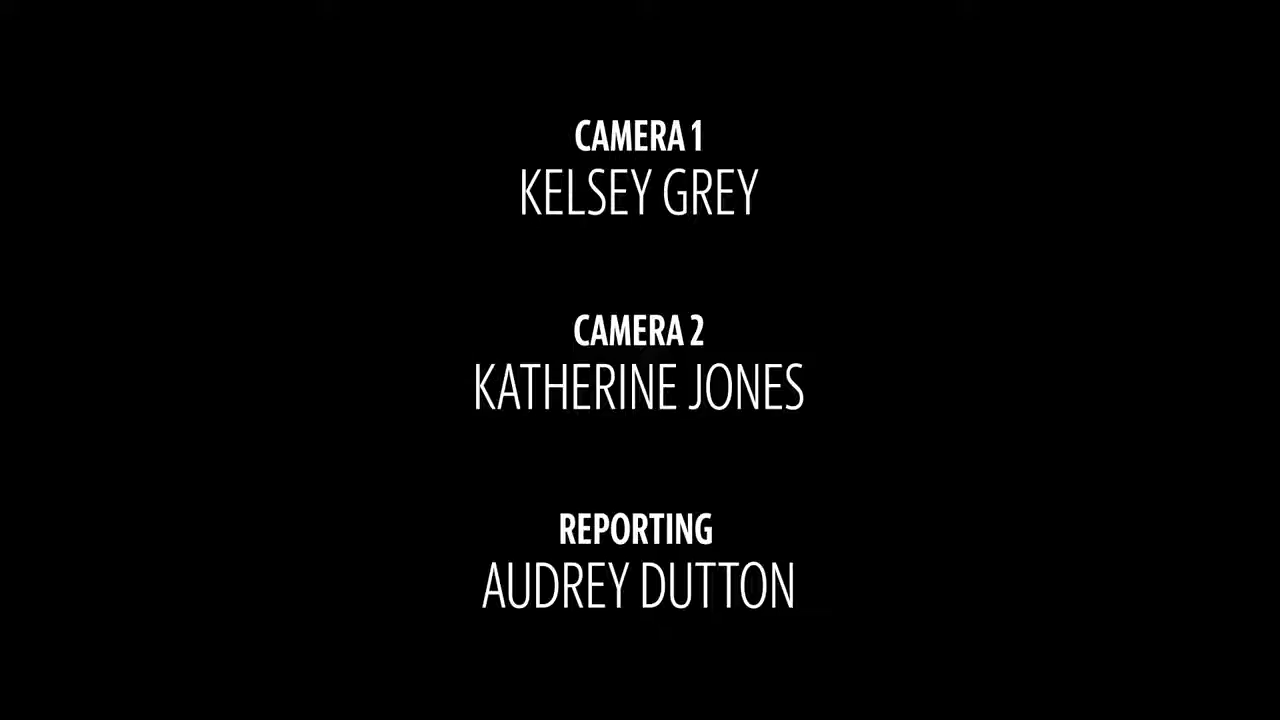 CAMERA 1
KELSEY GREY
CAMERA 2
KATHERINE JONES
REPORTING
AUDREY DUTTON